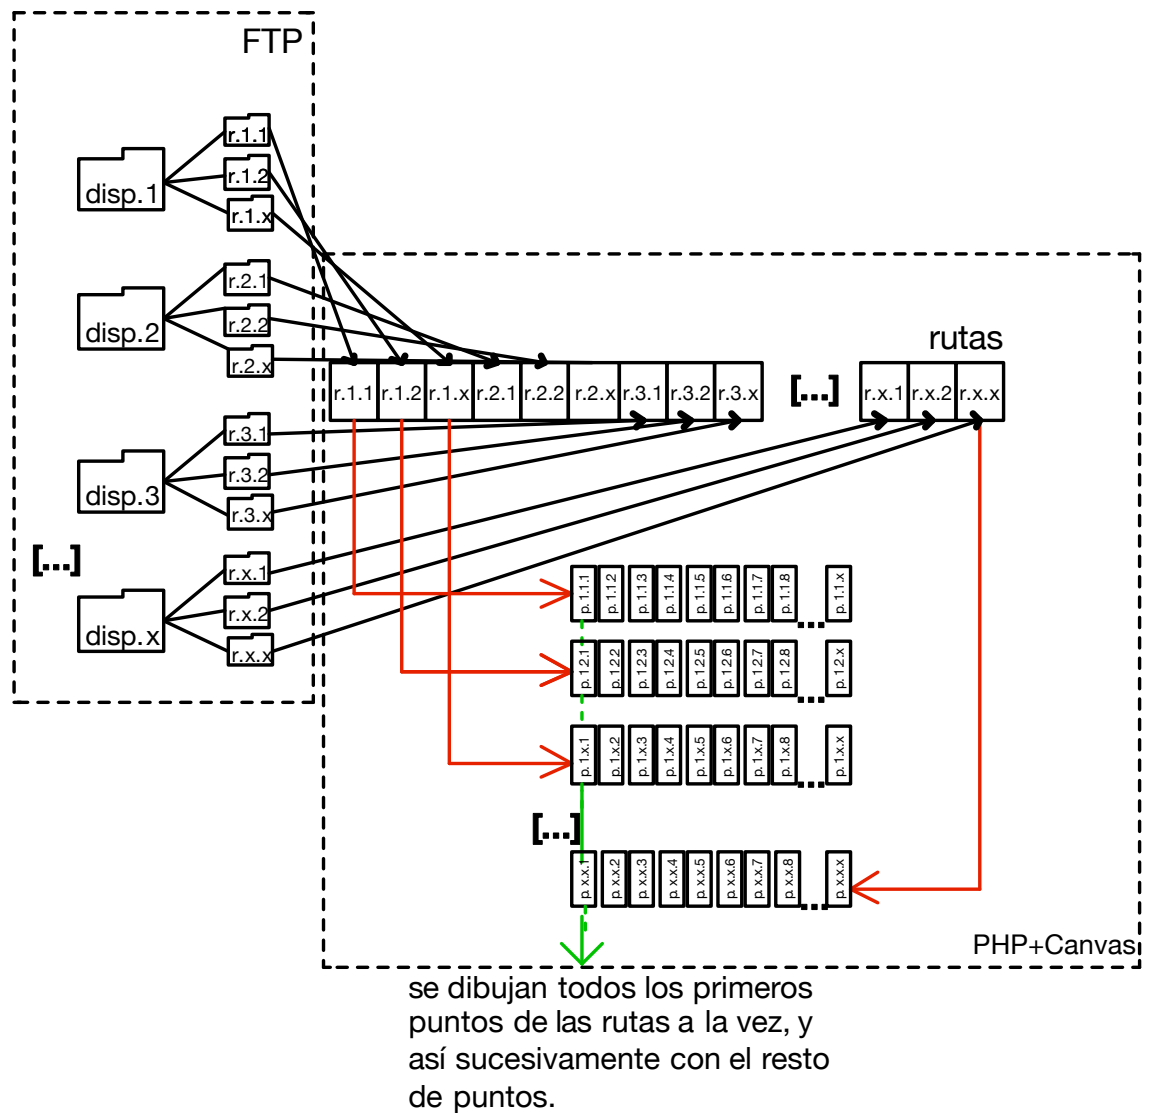 FTP
r.1.1
r.1.2
r.1.x
disp.1
r.2.1
r.2.2
r.2.x
disp.2
r.3.1
r.3.2
r.3.x
disp.3
[...]
r.x.1
r.x.2
r.x.x
disp.x
rutas
r.1.1 r.1.2 r.1.x r.2.1 r.2.2 r.2.x r.3.1 r.3.2 r.3.x [...] r.x.1 r.x.2 r.x.x
p.1.1.1 p.1.1.2 p.1.1.3 p.1.1.4 p.1.1.5 p.1.1.6 p.1.1.7 p.1.1.8 ... p.1.1.x
p.1.2.1 p.1.2.2 p.1.2.3 p.1.2.4 p.1.2.5 p.1.2.6 p.1.2.7 p.1.2.8 ... p.1.2.x
p.1.x.1 p.1.x.2 p.1.x.3 p.1.x.4 p.1.x.5 p.1.x.6 p.1.x.7 p.1.x.8 ... p.1.x.x
[...]
p.x.x.1 p.x.x.2 p.x.x.3 p.x.x.4 p.x.x.5 p.x.x.6 p.x.x.7 p.x.x.8 ... p.x.x.x
PHP+Canvas
se dibujan todos los primeros
puntos de las rutas a la vez, y
así sucesivamente con el resto
de puntos.